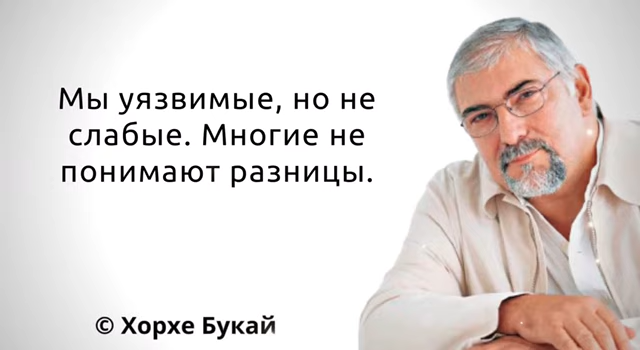 Мы уязвимые, но не
слабые. Многие не
понимают разницы.
© Хорхе Букай